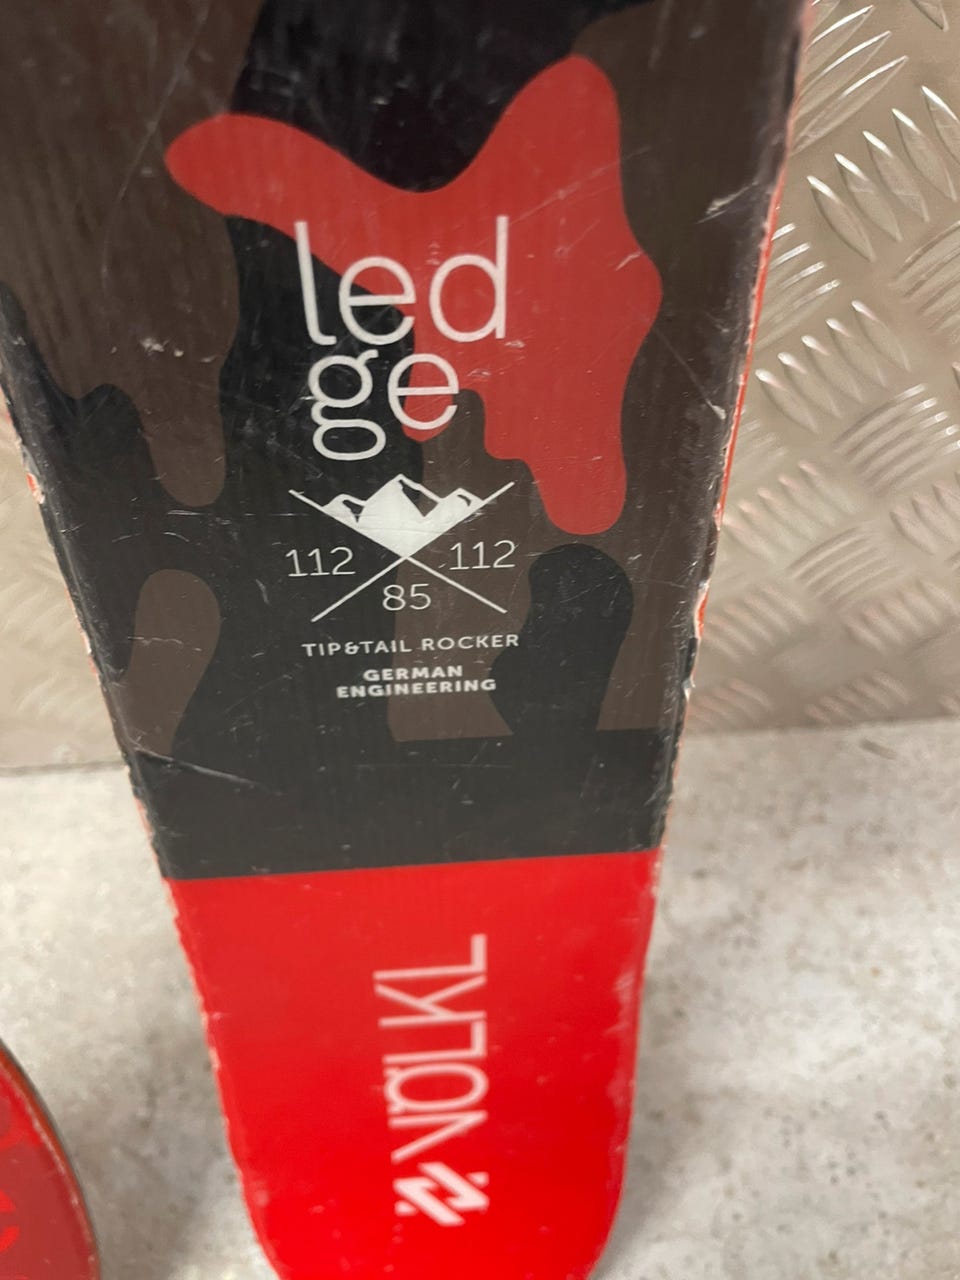 led
ge
112 112
85
TIP&TAIL ROCKER
GERMAN
ENGINEERING
VÖLKL